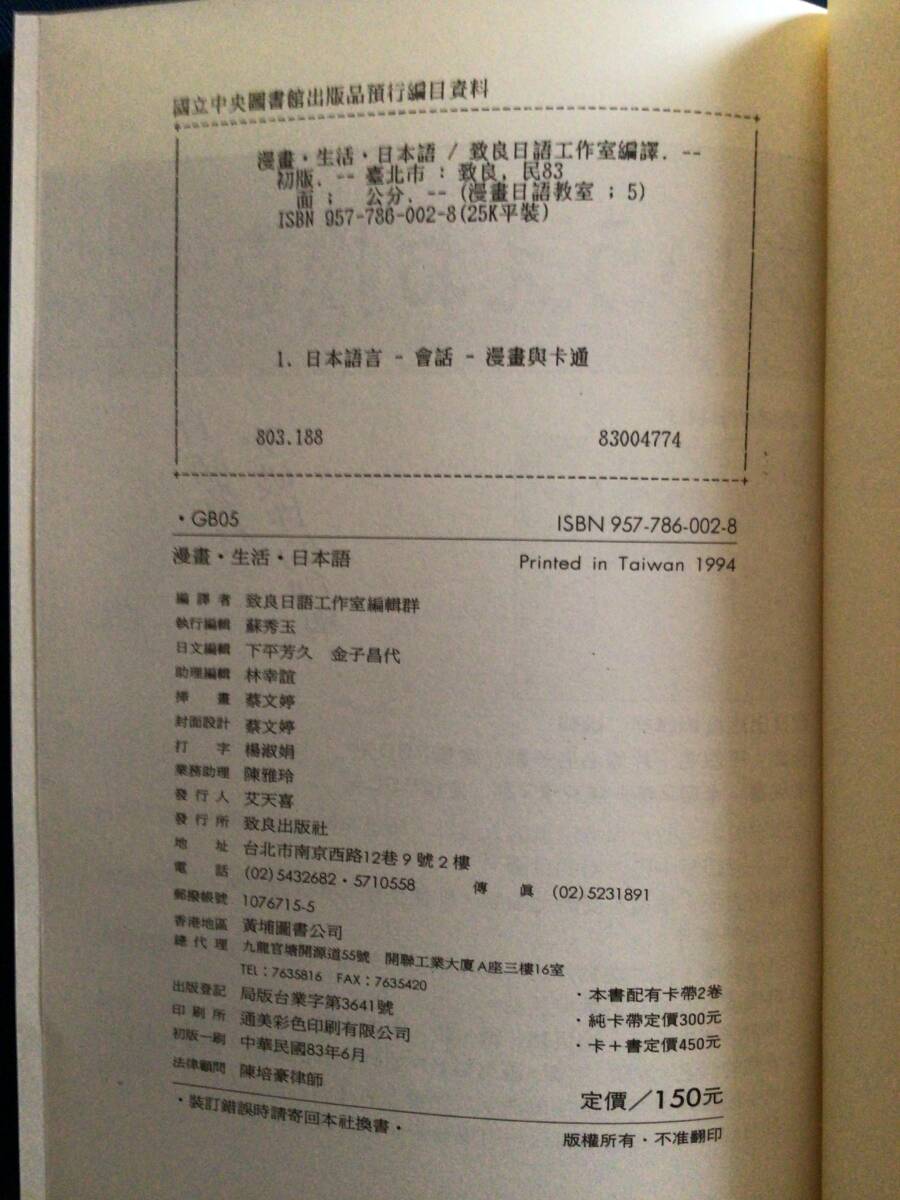 國立中央圖書館出版品預行編目資料
漫畫・生活・日本語 / 致良日語工作室編譯. --
初版. -- 臺北市 : 致良, 民83
面 ; 公分. -- (漫畫日語教室 ; 5)
ISBN 957-786-002-8(25K平裝)
1. 日本語言 - 會話 - 漫畫與卡通
803.188 83004774
・GB05 ISBN 957-786-002-8
漫畫・生活・日本語 Printed in Taiwan 1994
編譯者 致良日語工作室編輯群
執行編輯 蘇秀玉
日文編輯 下平芳久 金子昌代
助理編輯 林幸誼
挿畫 蔡文婷
封面設計 蔡文婷
打字 楊淑娟
業務助理 陳雅玲
發行人 艾天喜
發行所 致良出版社
地址 台北市南京西路12巷9號2樓
電話 (02)5432682・5710558 傳眞 (02)5231891
郵撥帳號 1076715-5
香港地區 黃埔圖書公司
總代理 九龍官塘開源道55號 開聯工業大廈A座三樓16室
TEL：7635816 FAX：7635420
出版登記 局版台業字第3641號
印刷所 通美彩色印刷有限公司
初版一刷 中華民國83年6月
法律顧問 陳培豪律師
・本書配有卡帶2卷
・純卡帶定價300元
・卡＋書定價450元
定價／150元
・裝訂錯誤時請寄回本社換書・
版權所有・不准翻印